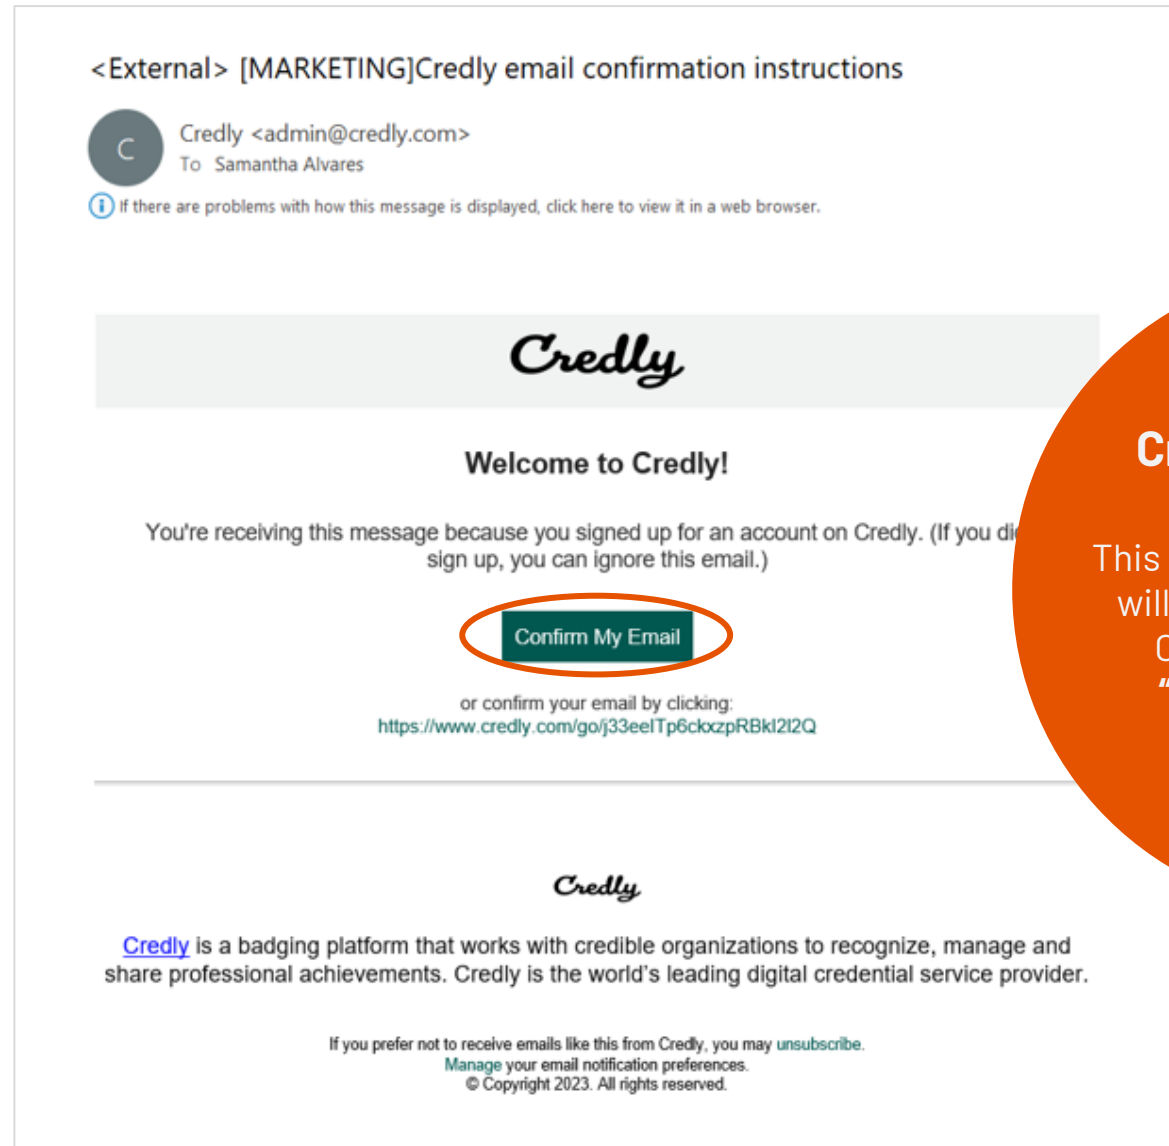 <External> [MARKETING]Credly email confirmation instructions
C
Credly <admin@credly.com>
To Samantha Alvares
If there are problems with how this message is displayed, click here to view it in a web browser.
Credly
Welcome to Credly!
You're receiving this message because you signed up for an account on Credly. (If you
sign up, you can ignore this email.)
Confirm My Email
or confirm your email by clicking:
https://www.credly.com/go/
This
will
Credly
Credly is a badging platform that works with credible organizations to recognize, manage and
share professional achievements. Credly is the world's leading digital credential service provider.
If you prefer not to receive emails like this from Credly, you may unsubscribe.
Manage your email notification preferences.
© Copyright 2023. All rights reserved.